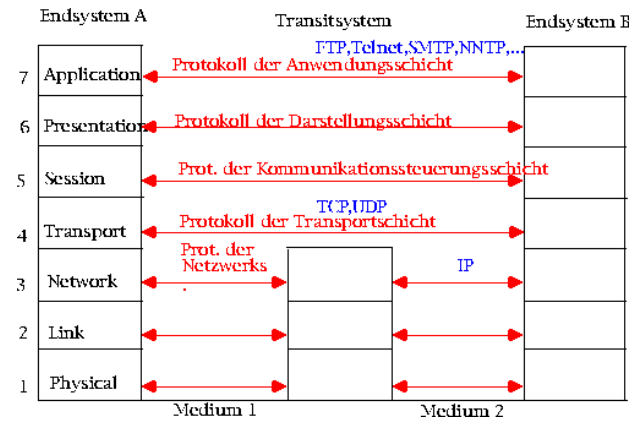 Endsystem A Transitsystem Endsystem B
FTP,Telnet,SMTP,NNTP,...
7 Application Protokoll der Anwendungsschicht
6 Presentation Protokoll der Darstellungsschicht
5 Session Prot. der Kommunikationssteuerungsschicht
TCP,UDP
4 Transport Protokoll der Transportschicht
Prot. der
Netzwerks
.
3 Network IP
2 Link
1 Physical
Medium 1 Medium 2